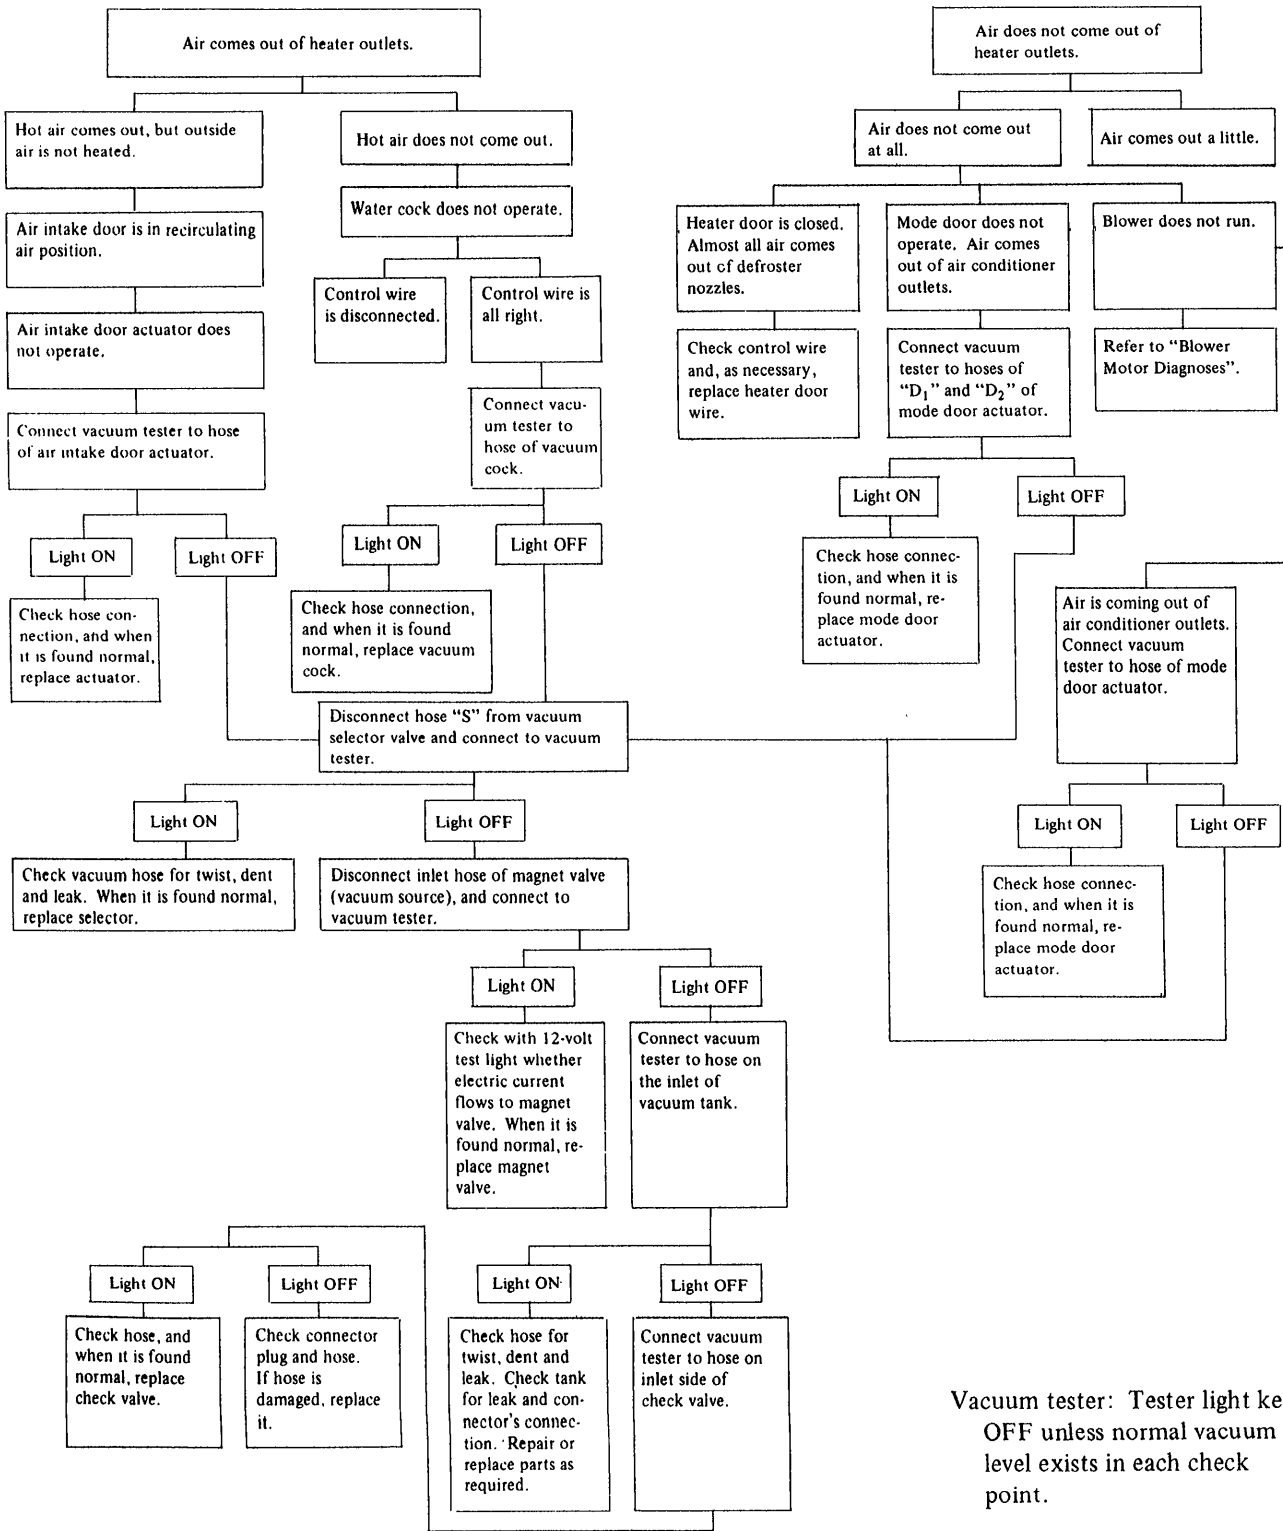 Air comes out of heater outlets.
Hot air comes out, but outside
air is not heated.
Air intake door is in recirculating
air position.
Air intake door actuator does
not operate.
Connect vacuum tester to hose
of air intake door actuator.
Light ON
Light OFF
Check hose con-
nection, and when
it is found normal,
replace actuator.
Hot air does not come out.
Water cock does not operate.
Control wire
is disconnected.
Control wire is
all right.
Connect vacu-
um tester to
hose of vacuum
cock.
Light ON
Light OFF
Check hose connection,
and when it is found
normal, replace vacuum
cock.
Disconnect hose “S” from vacuum
selector valve and connect to vacuum
tester.
Light ON
Light OFF
Check vacuum hose for twist, dent
and leak. When it is found normal,
replace selector.
Disconnect inlet hose of magnet valve
(vacuum source), and connect to
vacuum tester.
Light ON
Light OFF
Check with 12-volt
test light whether
electric current
flows to magnet
valve. When it is
found normal, re-
place magnet
valve.
Connect vacuum
tester to hose on
the inlet of
vacuum tank.
Light ON
Light OFF
Check hose for
twist, dent and
leak. Check tank
for leak and con-
nector's connec-
tion. Repair or
replace parts as
required.
Connect vacuum
tester to hose on
inlet side of
check valve.
Light ON
Light OFF
Check hose, and
when it is found
normal, replace
check valve.
Check connector
plug and hose.
If hose is
damaged, replace
it.
Air does not come out of
heater outlets.
Air does not come out
at all.
Air comes out a little.
Heater door is closed.
Almost all air comes
out of defroster
nozzles.
Check control wire
and, as necessary,
replace heater door
wire.
Mode door does not
operate. Air comes
out of air conditioner
outlets.
Connect vacuum
tester to hoses of
“D1” and “D2” of
mode door actuator.
Blower does not run.
Refer to “Blower
Motor Diagnoses”.
Light ON
Light OFF
Check hose connec-
tion, and when it is
found normal, re-
place mode door
actuator.
Air is coming out of
air conditioner outlets.
Connect vacuum
tester to hose of mode
door actuator.
Light ON
Light OFF
Check hose connec-
tion, and when it is
found normal, re-
place mode door
actuator.
Vacuum tester: Tester light ke
OFF unless normal vacuum
level exists in each check
point.